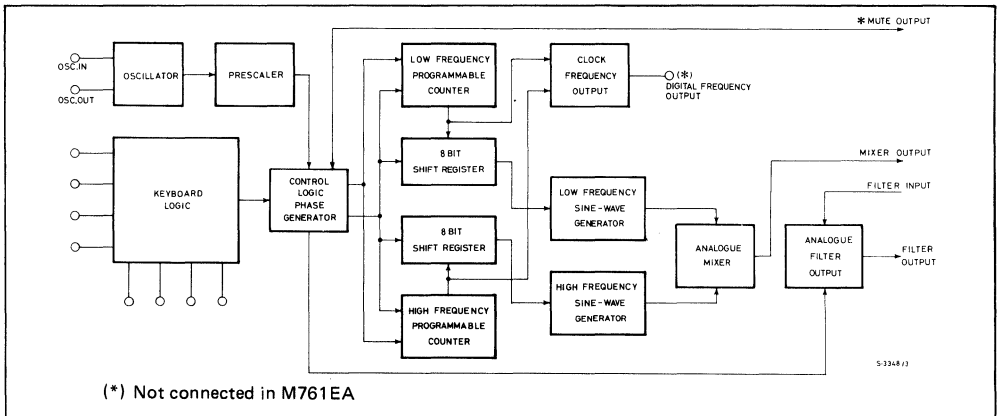 * MUTE OUTPUT
OSC.IN
OSC.OUT
OSCILLATOR
PRESCALER
LOW FREQUENCY
PROGRAMMABLE
COUNTER
CLOCK
FREQUENCY
OUTPUT
(*)
DIGITAL FREQUENCY
OUTPUT
KEYBOARD
LOGIC
CONTROL
LOGIC
PHASE
GENERATOR
8 BIT
SHIFT REGISTER
8 BIT
SHIFT REGISTER
HIGH FREQUENCY
PROGRAMMABLE
COUNTER
LOW FREQUENCY
SINE-WAVE
GENERATOR
HIGH FREQUENCY
SINE-WAVE
GENERATOR
ANALOGUE
MIXER
MIXER OUTPUT
FILTER INPUT
ANALOGUE
FILTER
OUTPUT
FILTER
OUTPUT
S-3348/3
(*) Not connected in M761EA